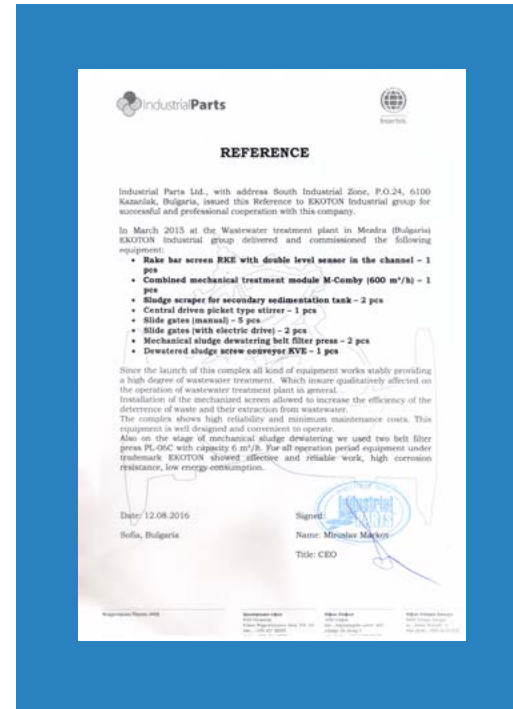 IndustrialParts
Intertek
REFERENCE
Industrial Parts Ltd., with address South Industrial Zone, P.O.24, 6100
Kazanlak, Bulgaria, issued this Reference to EKOTON Industrial group for
successful and professional cooperation with this company.
In March 2015 at the Wastewater treatment plant in Mezdra (Bulgaria)
EKOTON Industrial group delivered and commissioned the following
equipment:
• Rake bar screen RKE with double level sensor in the channel – 1
pcs
• Combined mechanical treatment module M-Comby (600 m³/h) – 1
pcs
• Sludge scraper for secondary sedimentation tank – 2 pcs
• Central driven picket type stirrer – 1 pcs
• Slide gates (manual) – 5 pcs
• Slide gates (with electric drive) – 2 pcs
• Mechanical sludge dewatering belt filter press – 2 pcs
• Dewatered sludge screw conveyor KVE – 1 pcs
Since the launch of this complex all kind of equipment works stably providing
a high degree of wastewater treatment. Which insure qualitatively affected on
the operation of wastewater treatment plant in general.
Installation of the mechanized screen allowed to increase the efficiency of the
deterrence of waste and their extraction from wastewater.
The complex shows high reliability and minimum maintenance costs. This
equipment is well designed and convenient to operate.
Also on the stage of mechanical sludge dewatering we used two belt filter
press PL-06C with capacity 6 m³/h. For all operation period equipment under
trademark EKOTON showed effective and reliable work, high corrosion
resistance, low energy consumption.
Date: 12.08.2016
Signed:
Industrial
PARTS
Sofia, Bulgaria
Name: Miroslav Markov
Title: CEO